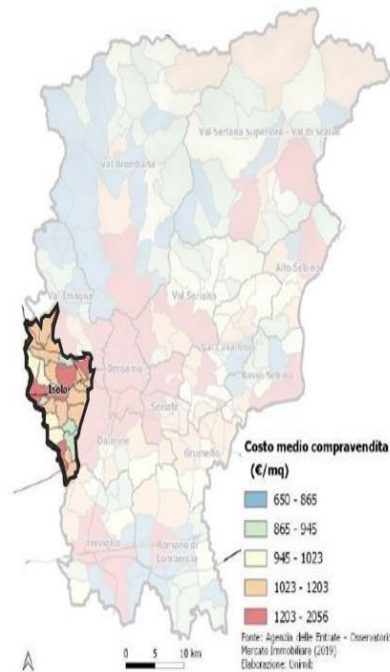 Val Seriana Superiore - Val di Scalve
Val Brembana
Alto Sebino
Val Imagna
Val Seriana
Val Cavallina
Bergamo
Basso Sebino
Isola
Seriate
Dalmine
Grumello
Treviglio
Romano di
Lombardia
Costo medio compravendita
(€/mq)
650 - 865
865 - 945
945 - 1023
1023 - 1203
1203 - 2056
Fonte: Agenzia delle Entrate - Osservatorio
Mercato Immobiliare (2019)
Elaborazione: Unimib
0 5 10 km